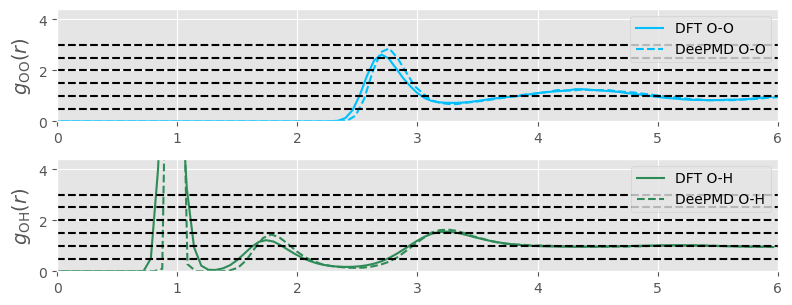 4
2
0
g_OO(r)
DFT O-O
DeePMD O-O
0 1 2 3 4 5 6
4
2
0
g_OH(r)
DFT O-H
DeePMD O-H
0 1 2 3 4 5 6